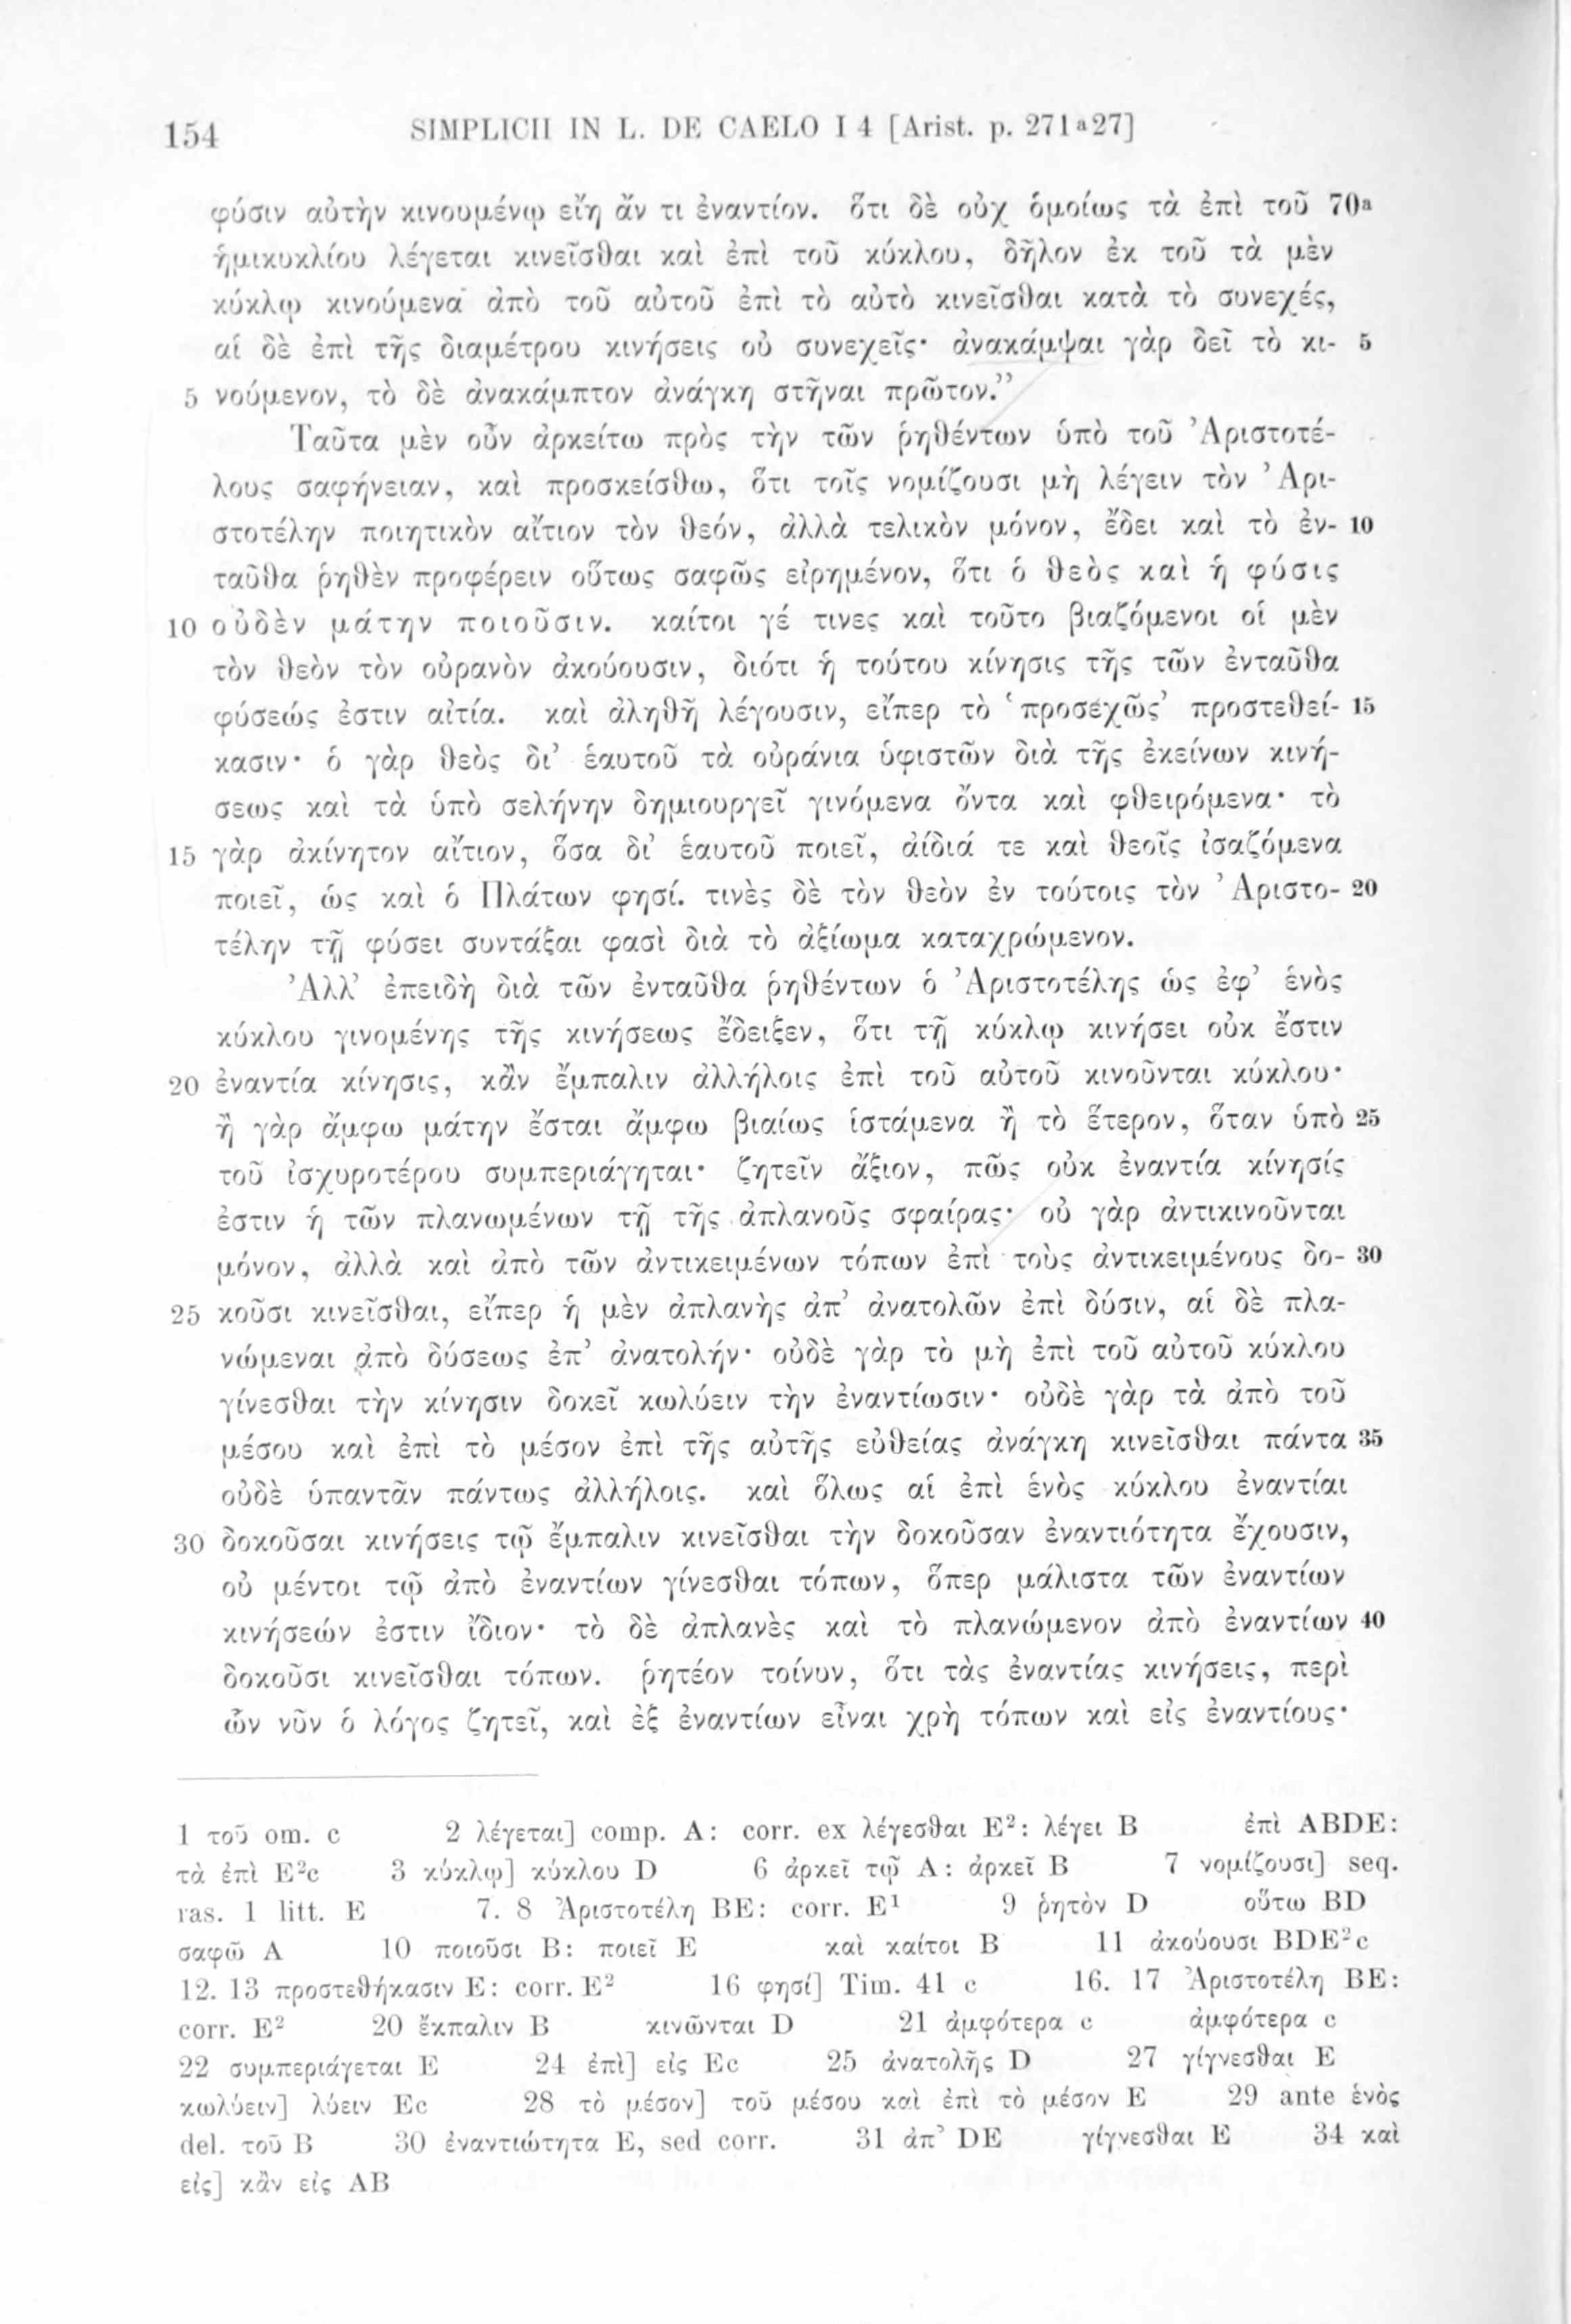 154 SIMPLICII IN L. DE CAELO I 4 [Arist. p. 271ª27]
φύσιν αὐτὴν κινουμένῳ εἴη ἄν τι ἐναντίον. ὅτι δὲ οὐχ ὁμοίως τὰ ἐπὶ τοῦ 70ª
ἡμικυκλίου λέγεται κινεῖσθαι καὶ ἐπὶ τοῦ κύκλου, δῆλον ἐκ τοῦ τὰ μὲν
κύκλῳ κινούμενα ἀπὸ τοῦ αὐτοῦ ἐπὶ τὸ αὐτὸ κινεῖσθαι κατὰ τὸ συνεχές,
αἱ δὲ ἐπὶ τῆς διαμέτρου κινήσεις οὐ συνεχεῖς· ἀνακάμψαι γὰρ δεῖ τὸ κι- 5
5 νούμενον, τὸ δὲ ἀνακάμπτον ἀνάγκη στῆναι πρῶτον.”
Ταῦτα μὲν οὖν ἀρκείτω πρὸς τὴν τῶν ῥηθέντων ὑπὸ τοῦ Ἀριστοτέ-
λους σαφήνειαν, καὶ προσκείσθω, ὅτι τοῖς νομίζουσι μὴ λέγειν τὸν Ἀρι-
στοτέλην ποιητικὸν αἴτιον τὸν θεόν, ἀλλὰ τελικὸν μόνον, ἔδει καὶ τὸ ἐν- 10
ταῦθα ῥηθὲν προφέρειν οὕτως σαφῶς εἰρημένον, ὅτι ὁ θεὸς καὶ ἡ φύσις
10 οὐδὲν μάτην ποιοῦσιν. καίτοι γέ τινες καὶ τοῦτο βιαζόμενοι οἱ μὲν
τὸν θεὸν τὸν οὐρανὸν ἀκούουσιν, διότι ἡ τούτου κίνησις τῆς τῶν ἐνταῦθα
φύσεώς ἐστιν αἰτία. καὶ ἀληθῆ λέγουσιν, εἴπερ τὸ ‘προσεχῶς’ προστεθεί- 15
κασιν· ὁ γὰρ θεὸς δι’ ἑαυτοῦ τὰ οὐράνια ὑφιστῶν διὰ τῆς ἐκείνων κινή-
σεως καὶ τὰ ὑπὸ σελήνην δημιουργεῖ γινόμενα ὄντα καὶ φθειρόμενα· τὸ
15 γὰρ ἀκίνητον αἴτιον, ὅσα δι’ ἑαυτοῦ ποιεῖ, ἀίδιά τε καὶ θεοῖς ἰσαζόμενα
ποιεῖ, ὡς καὶ ὁ Πλάτων φησί. τινὲς δὲ τὸν θεὸν ἐν τούτοις τὸν Ἀριστο- 20
τέλην τῇ φύσει συντάξαι φασὶ διὰ τὸ ἀξίωμα καταχρώμενον.
Ἀλλ’ ἐπειδὴ διὰ τῶν ἐνταῦθα ῥηθέντων ὁ Ἀριστοτέλης ὡς ἐφ’ ἑνὸς
κύκλου γινομένης τῆς κινήσεως ἔδειξεν, ὅτι τῇ κύκλῳ κινήσει οὐκ ἔστιν
20 ἐναντία κίνησις, κἂν ἔμπαλιν ἀλλήλοις ἐπὶ τοῦ αὐτοῦ κινοῦνται κύκλου·
ἢ γὰρ ἄμφω μάτην ἔσται ἄμφω βιαίως ἱστάμενα ἢ τὸ ἕτερον, ὅταν ὑπὸ 25
τοῦ ἰσχυροτέρου συμπεριάγηται· ζητεῖν ἄξιον, πῶς οὐκ ἐναντία κίνησίς
ἐστιν ἡ τῶν πλανωμένων τῇ τῆς ἀπλανοῦς σφαίρας· οὐ γὰρ ἀντικινοῦνται
μόνον, ἀλλὰ καὶ ἀπὸ τῶν ἀντικειμένων τόπων ἐπὶ τοὺς ἀντικειμένους δο- 30
25 κοῦσι κινεῖσθαι, εἴπερ ἡ μὲν ἀπλανὴς ἀπ’ ἀνατολῶν ἐπὶ δύσιν, αἱ δὲ πλα-
νώμεναι ἀπὸ δύσεως ἐπ’ ἀνατολήν· οὐδὲ γὰρ τὸ μὴ ἐπὶ τοῦ αὐτοῦ κύκλου
γίνεσθαι τὴν κίνησιν δοκεῖ κωλύειν τὴν ἐναντίωσιν· οὐδὲ γὰρ τὰ ἀπὸ τοῦ
μέσου καὶ ἐπὶ τὸ μέσον ἐπὶ τῆς αὐτῆς εὐθείας ἀνάγκη κινεῖσθαι πάντα 35
οὐδὲ ὑπαντᾶν πάντως ἀλλήλοις. καὶ ὅλως αἱ ἐπὶ ἑνὸς κύκλου ἐναντίαι
30 δοκοῦσαι κινήσεις τῷ ἔμπαλιν κινεῖσθαι τὴν δοκοῦσαν ἐναντιότητα ἔχουσιν,
οὐ μέντοι τῷ ἀπὸ ἐναντίων γίνεσθαι τόπων, ὅπερ μάλιστα τῶν ἐναντίων
κινήσεών ἐστιν ἴδιον· τὸ δὲ ἀπλανὲς καὶ τὸ πλανώμενον ἀπὸ ἐναντίων 40
δοκοῦσι κινεῖσθαι τόπων. ῥητέον τοίνυν, ὅτι τὰς ἐναντίας κινήσεις, περὶ
ὧν νῦν ὁ λόγος ζητεῖ, καὶ ἐξ ἐναντίων εἶναι χρὴ τόπων καὶ εἰς ἐναντίους·
1 τοῦ om. c 2 λέγεται] comp. A: corr. ex λέγεσθαι E²: λέγει B ἐπὶ ABDE:
τὰ ἐπὶ E²c 3 κύκλῳ] κύκλου D 6 ἀρκεῖ τῷ A: ἀρκεῖ B 7 νομίζουσι] seq.
ras. 1 litt. E 7. 8 Ἀριστοτέλη BE: corr. E¹ 9 ῥητὸν D οὕτω BD
σαφῶ A 10 ποιοῦσι B: ποιεῖ E καὶ καίτοι B 11 ἀκούουσι BDE²c
12. 13 προστεθήκασιν E: corr. E² 16 φησί] Tim. 41 c 16. 17 Ἀριστοτέλη BE:
corr. E² 20 ἔκπαλιν B κινῶνται D 21 ἀμφότερα c ἀμφότερα c
22 συμπεριάγεται E 24 ἐπὶ] εἰς Ec 25 ἀνατολῆς D 27 γίγνεσθαι E
κωλύειν] λύειν Ec 28 τὸ μέσον] τοῦ μέσου καὶ ἐπὶ τὸ μέσον E 29 ante ἑνὸς
del. τοῦ B 30 ἐναντιώτητα E, sed corr. 31 ἀπ’ DE γίγνεσθαι E 34 καὶ
εἰς] κἂν εἰς AB